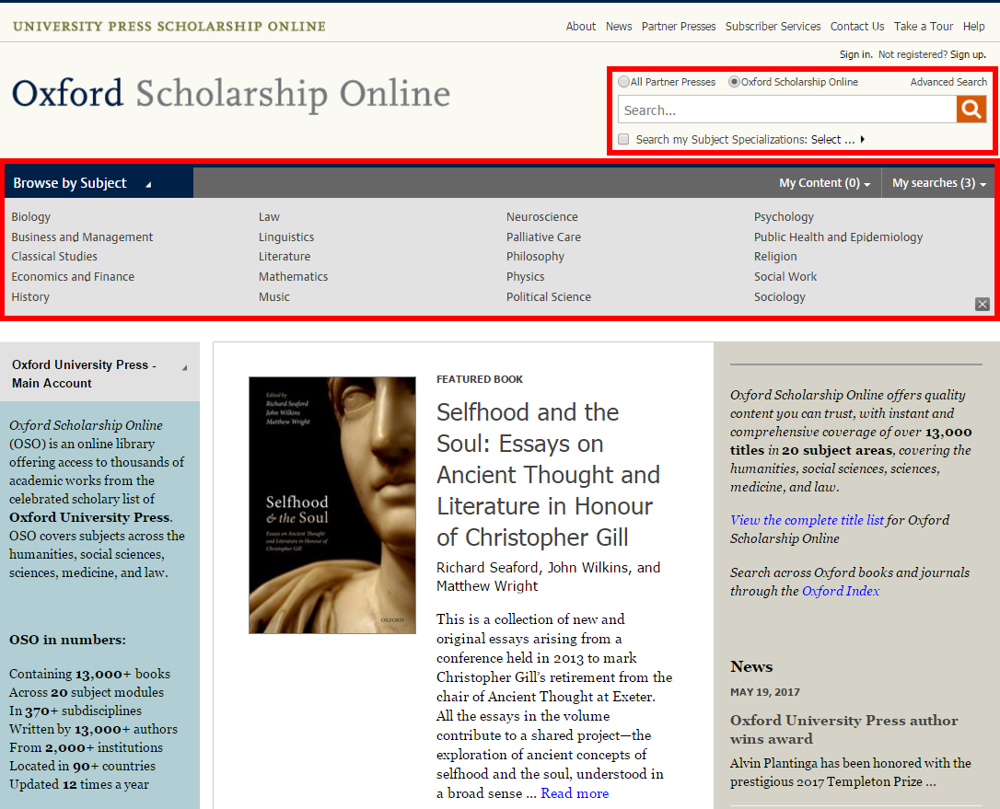 UNIVERSITY PRESS SCHOLARSHIP ONLINE
About News Partner Presses Subscriber Services Contact Us Take a Tour Help
Sign in. Not registered? Sign up.
Oxford Scholarship Online
All Partner Presses Oxford Scholarship Online Advanced Search
Search...
Search my Subject Specializations: Select ...
Browse by Subject My Content (0) My searches (3)
Biology Law Neuroscience Psychology
Business and Management Linguistics Palliative Care Public Health and Epidemiology
Classical Studies Literature Philosophy Religion
Economics and Finance Mathematics Physics Social Work
History Music Political Science Sociology
Oxford University Press -
Main Account
Oxford Scholarship Online
(OSO) is an online library
offering access to thousands of
academic works from the
celebrated scholary list of
Oxford University Press.
OSO covers subjects across the
humanities, social sciences,
sciences, medicine, and law.
OSO in numbers:
Containing 13,000+ books
Across 20 subject modules
In 370+ subdisciplines
Written by 13,000+ authors
From 2,000+ institutions
Located in 90+ countries
Updated 12 times a year
Edited by
Richard Seaford,
John Wilkins,
Matthew Wright
Selfhood
& the Soul
Essays on Ancient Thought
and Literature in Honour of
Christopher Gill
OXFORD
FEATURED BOOK
Selfhood and the
Soul: Essays on
Ancient Thought and
Literature in Honour
of Christopher Gill
Richard Seaford, John Wilkins, and
Matthew Wright
This is a collection of new and
original essays arising from a
conference held in 2013 to mark
Christopher Gill’s retirement from the
chair of Ancient Thought at Exeter.
All the essays in the volume
contribute to a shared project—the
exploration of ancient concepts of
selfhood and the soul, understood in
a broad sense ... Read more
Oxford Scholarship Online offers quality
content you can trust, with instant and
comprehensive coverage of over 13,000
titles in 20 subject areas, covering the
humanities, social sciences, sciences,
medicine, and law.
View the complete title list for Oxford
Scholarship Online
Search across Oxford books and journals
through the Oxford Index
News
MAY 19, 2017
Oxford University Press author
wins award
Alvin Plantinga has been honored with the
prestigious 2017 Templeton Prize ...